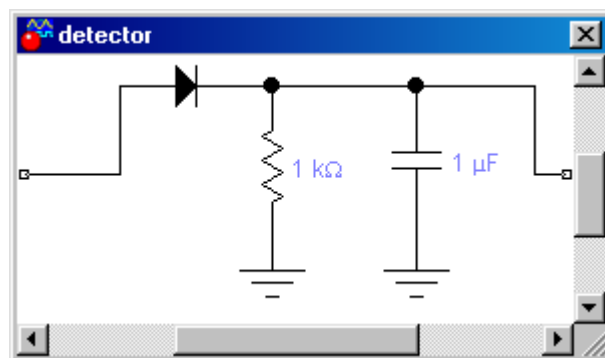 detector
1 kΩ
1 µF